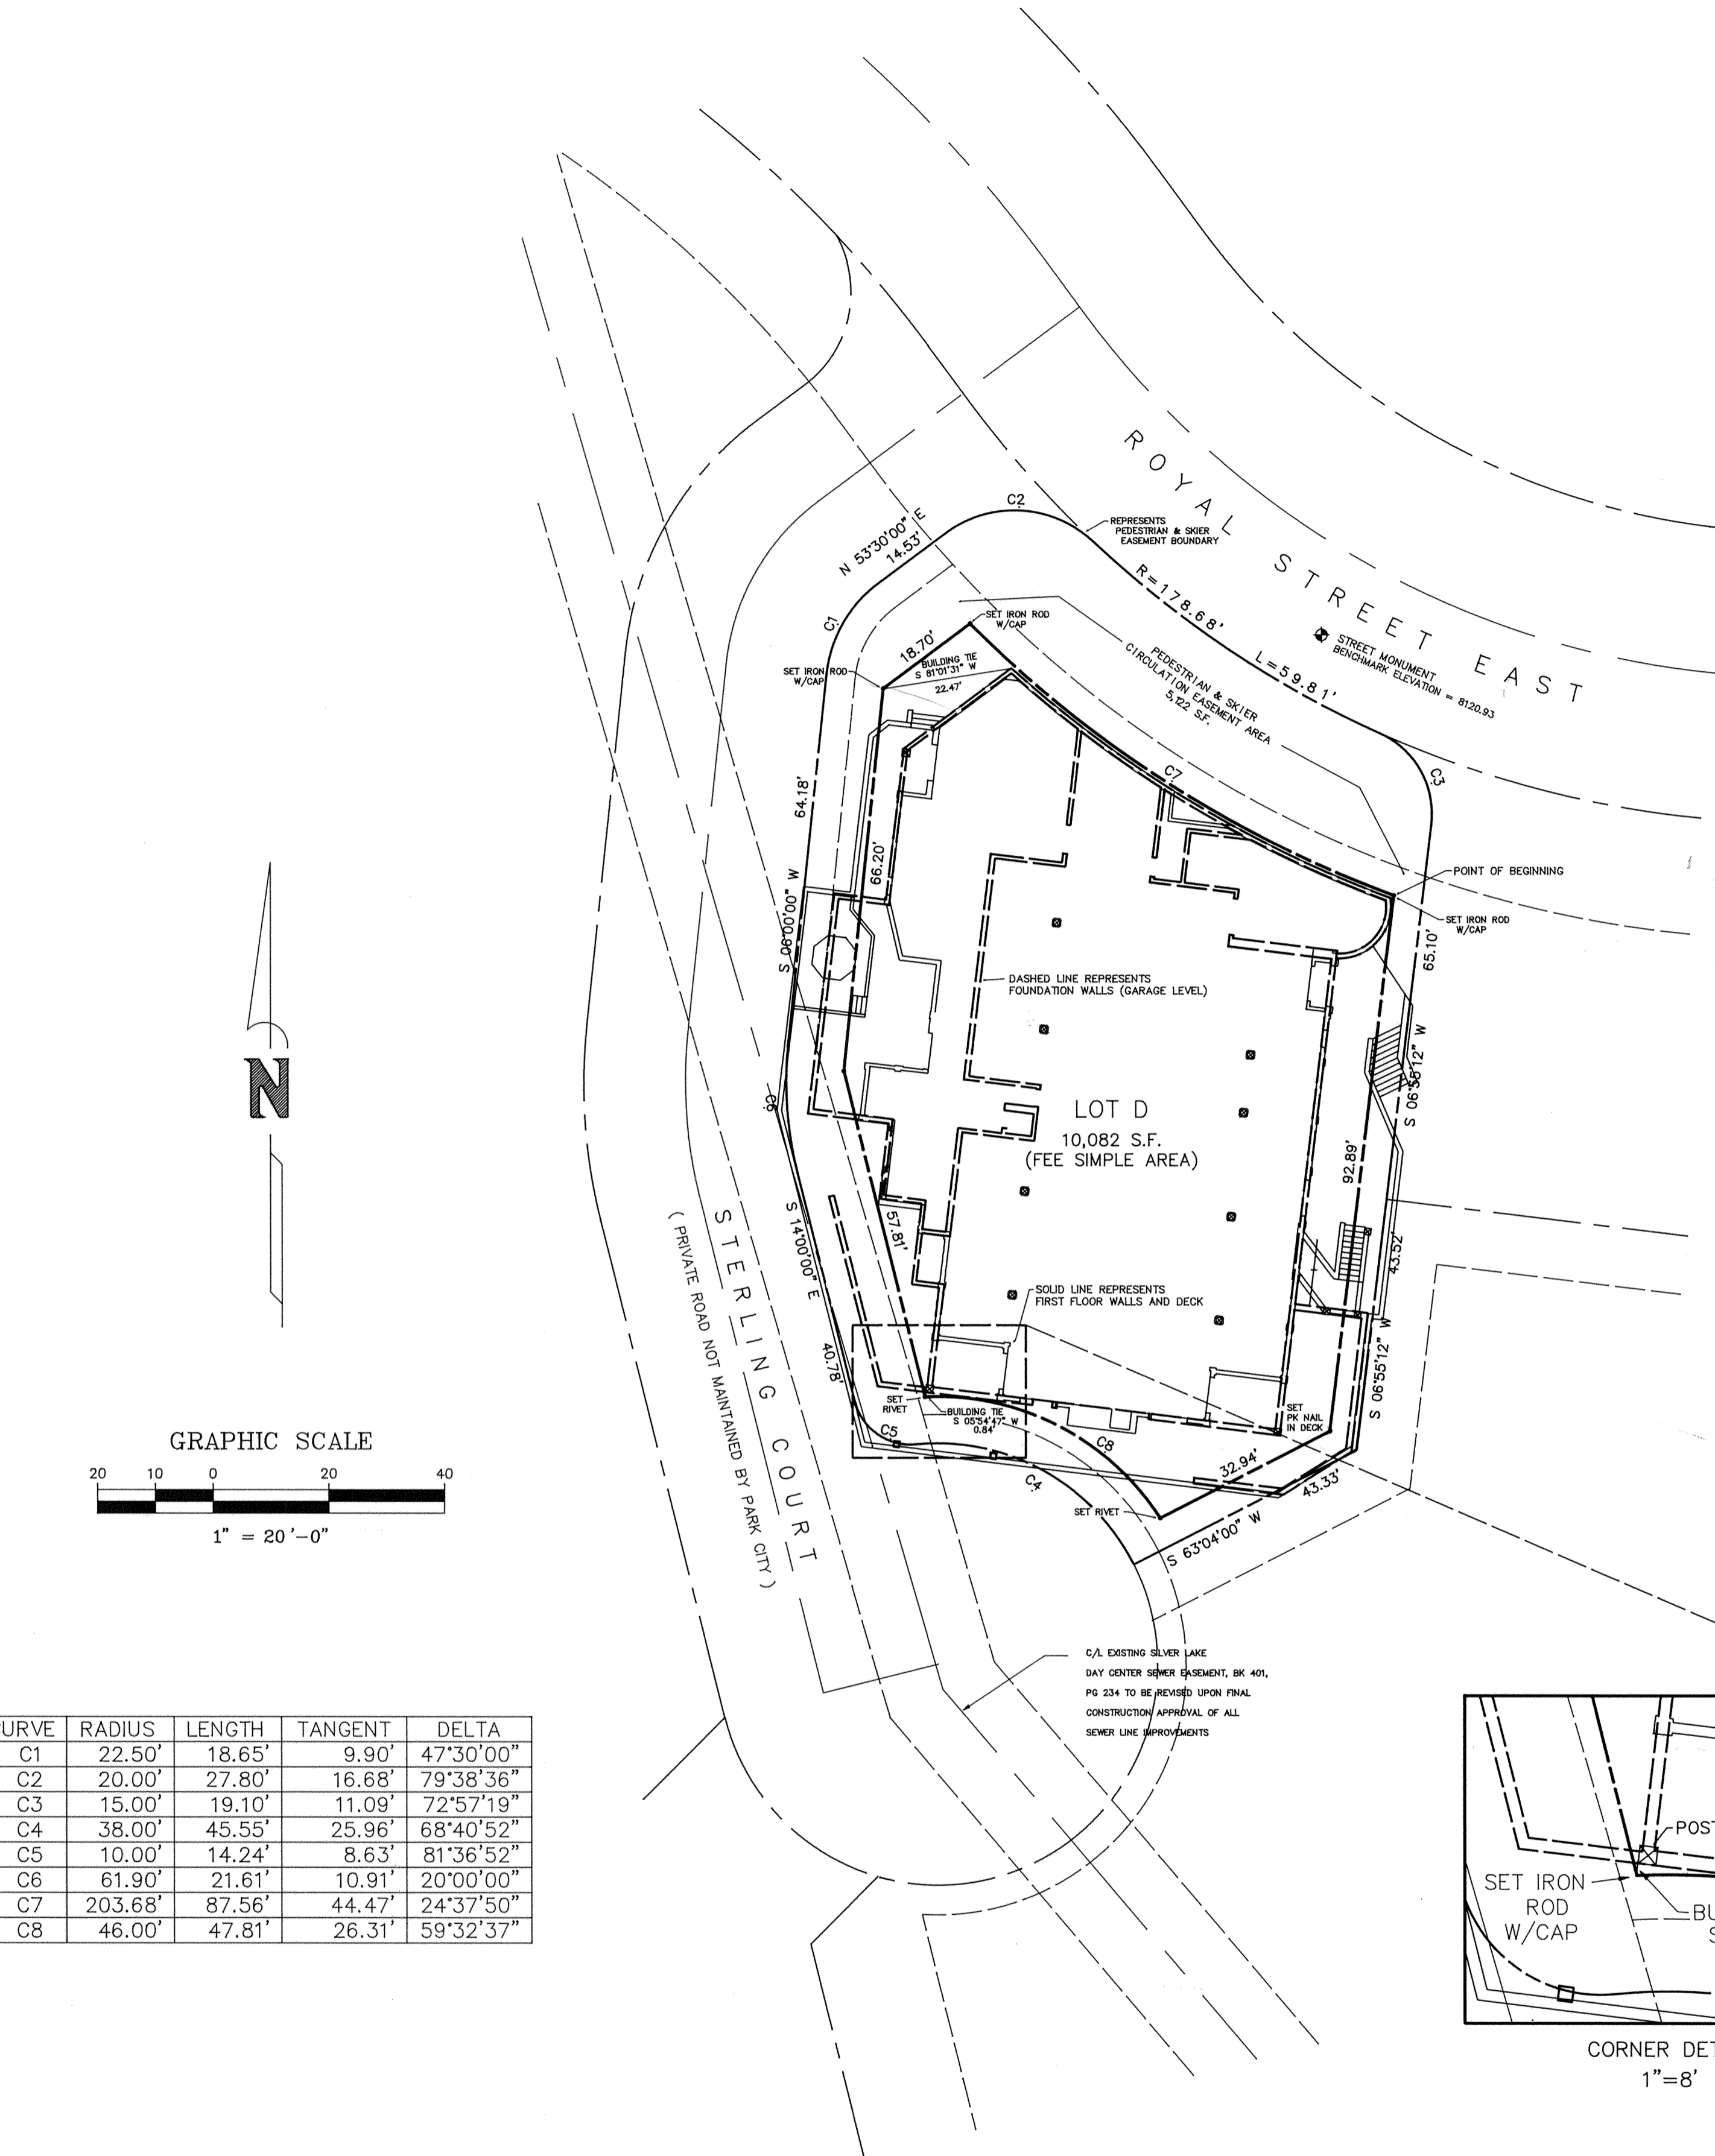 ROYAL STREET EAST
C2
REPRESENTS
PEDESTRIAN & SKIER
EASEMENT BOUNDARY
N 53°30'00" E
14.53'
R=178.68'
L=59.81'
STREET MONUMENT
BENCHMARK ELEVATION = 8120.93
C1
SET IRON ROD
W/CAP
18.70'
BUILDING TIE
S 81°01'31" W
22.47'
SET IRON ROD
W/CAP
PEDESTRIAN & SKIER
CIRCULATION EASEMENT AREA
5,122 S.F.
C7
C3
64.18'
S 06°00'00" W
66.20'
POINT OF BEGINNING
SET IRON ROD
W/CAP
65.10'
S 06°55'12" W
DASHED LINE REPRESENTS
FOUNDATION WALLS (GARAGE LEVEL)
C6
LOT D
10,082 S.F.
(FEE SIMPLE AREA)
92.89'
43.52'
S 06°55'12" W
57.81'
S 14°00'00" E
40.78'
SOLID LINE REPRESENTS
FIRST FLOOR WALLS AND DECK
STERLING COURT
( PRIVATE ROAD NOT MAINTAINED BY PARK CITY )
SET
RIVET
BUILDING TIE
S 05°54'47" W
0.84'
C5
C4
C8
SET
PK NAIL
IN DECK
32.94'
43.33'
SET RIVET
S 63°04'00" W
C/L EXISTING SILVER LAKE
DAY CENTER SEWER EASEMENT, BK 401,
PG 234 TO BE REVISED UPON FINAL
CONSTRUCTION APPROVAL OF ALL
SEWER LINE IMPROVEMENTS
N
GRAPHIC SCALE
20 10 0 20 40
1" = 20'-0"
URVE RADIUS LENGTH TANGENT DELTA
C1 22.50' 18.65' 9.90' 47°30'00"
C2 20.00' 27.80' 16.68' 79°38'36"
C3 15.00' 19.10' 11.09' 72°57'19"
C4 38.00' 45.55' 25.96' 68°40'52"
C5 10.00' 14.24' 8.63' 81°36'52"
C6 61.90' 21.61' 10.91' 20°00'00"
C7 203.68' 87.56' 44.47' 24°37'50"
C8 46.00' 47.81' 26.31' 59°32'37"
POST
SET IRON
ROD
W/CAP
BU
S
CORNER DET
1"=8'